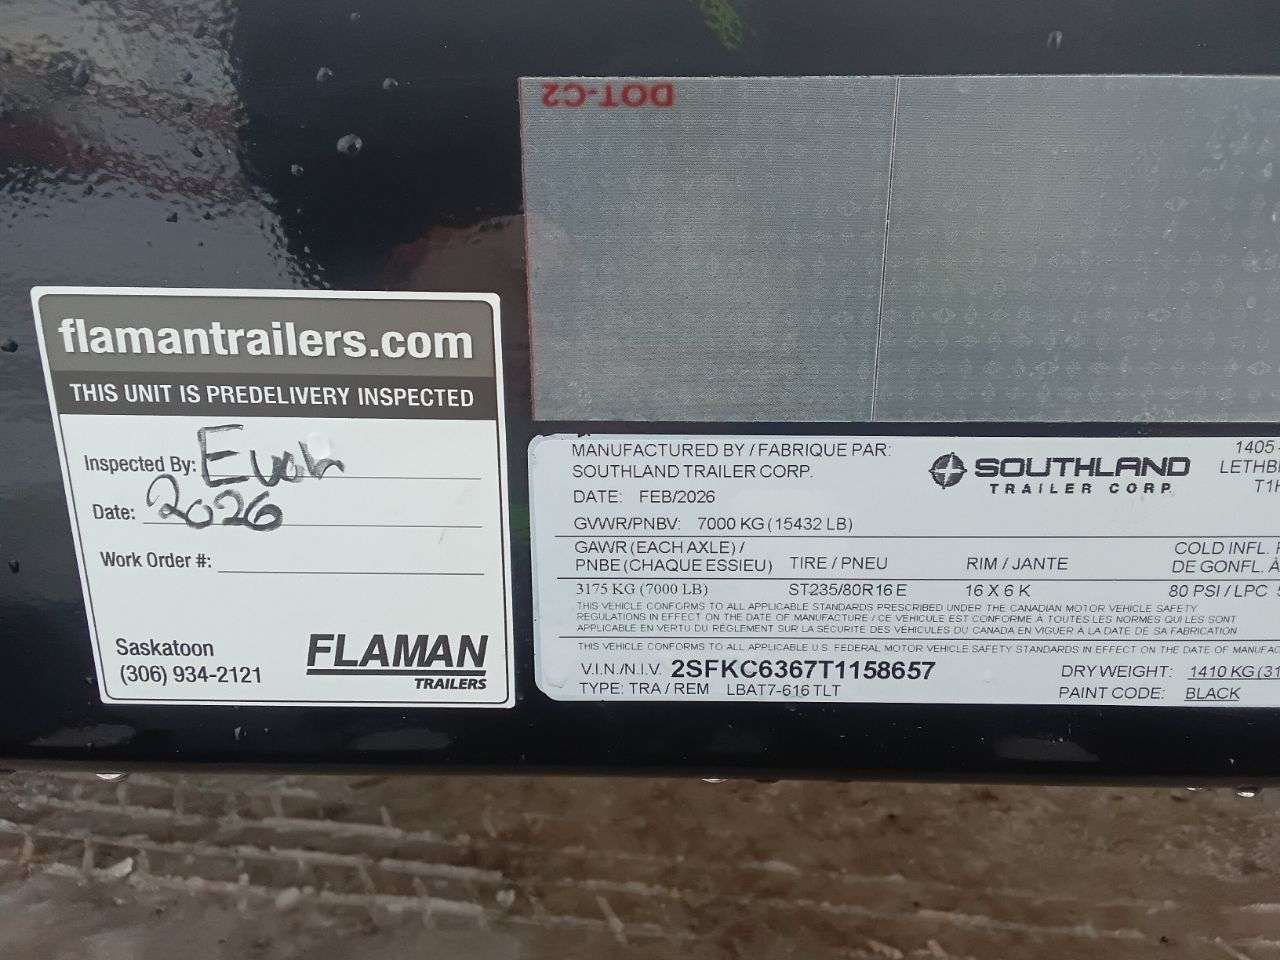 DOT-C2
flamantrailers.com
THIS UNIT IS PREDELIVERY INSPECTED
Inspected By: Evan
Date: 2026
Work Order #:
Saskatoon
(306) 934-2121
FLAMAN
TRAILERS
MANUFACTURED BY / FABRIQUE PAR:
SOUTHLAND TRAILER CORP.
DATE: FEB/2026
GVWR/PNBV: 7000 KG (15432 LB)
SOUTHLAND
TRAILER CORP.
1405
T1H
GAWR (EACH AXLE) / 
PNBE (CHAQUE ESSIEU) TIRE / PNEU RIM / JANTE
COLD INFL.
DE GONFL. À
3175 KG (7000 LB) ST235/80R16 E 16 X 6 K 80 PSI / LPC
THIS VEHICLE CONFORMS TO ALL APPLICABLE STANDARDS PRESCRIBED UNDER THE CANADIAN MOTOR VEHICLE SAFETY
REGULATIONS IN EFFECT ON THE DATE OF MANUFACTURE / CE VEHICULE EST CONFORME À TOUTES LES NORMES QUI LES SONT
APPLICABLE EN VERTU DU REGLEMENT SUR LA SÉCURITE DES VEHICULES DU CANADA EN VIGUER A LA DATE DE SA FABRICATION
THIS VEHICLE CONFORMS TO ALL APPLICABLE U.S. FEDERAL MOTOR VEHICLE SAFETY STANDARDS IN EFFECT ON THE DATE OF
V.I.N./N.I.V. 2SFKC6367T1158657 DRY WEIGHT: 1410 KG (31
TYPE: TRA / REM LBAT7-616 TLT PAINT CODE: BLACK